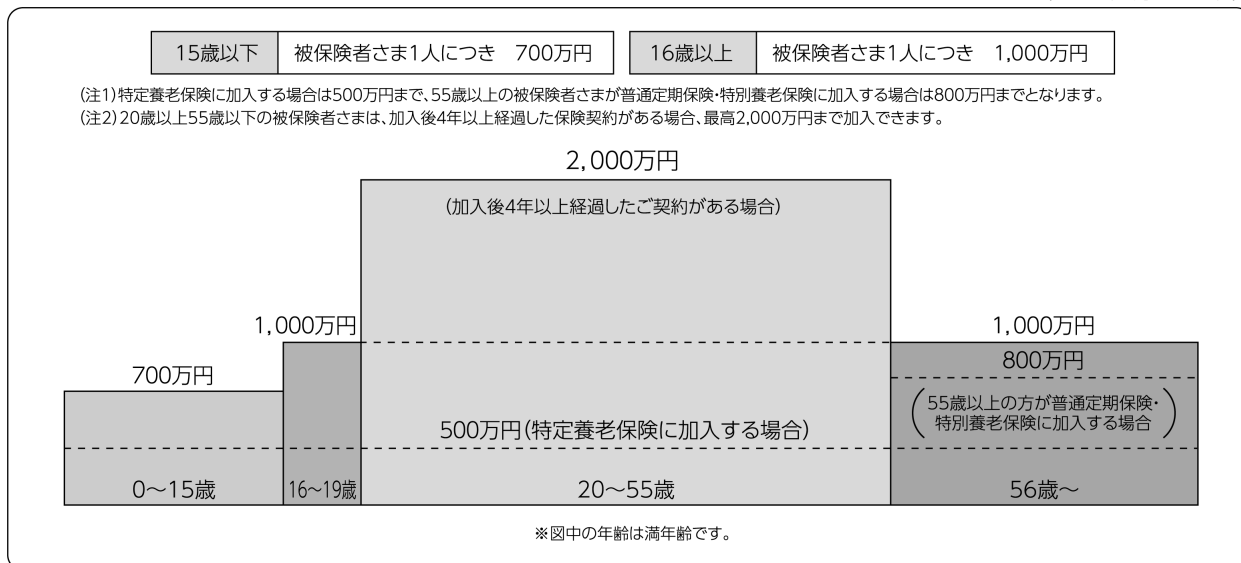 15歳以下 被保険者さま1人につき 700万円 16歳以上 被保険者さま1人につき 1,000万円
(注1)特定養老保険に加入する場合は500万円まで、55歳以上の被保険者さまが普通定期保険・特別養老保険に加入する場合は800万円までとなります。
(注2)20歳以上55歳以下の被保険者さまは、加入後4年以上経過した保険契約がある場合、最高2,000万円まで加入できます。
2,000万円
(加入後4年以上経過したご契約がある場合)
1,000万円
1,000万円
700万円
800万円
(55歳以上の方が普通定期保険・
特別養老保険に加入する場合)
500万円(特定養老保険に加入する場合)
0〜15歳 16〜19歳 20〜55歳 56歳〜
※図中の年齢は満年齢です。